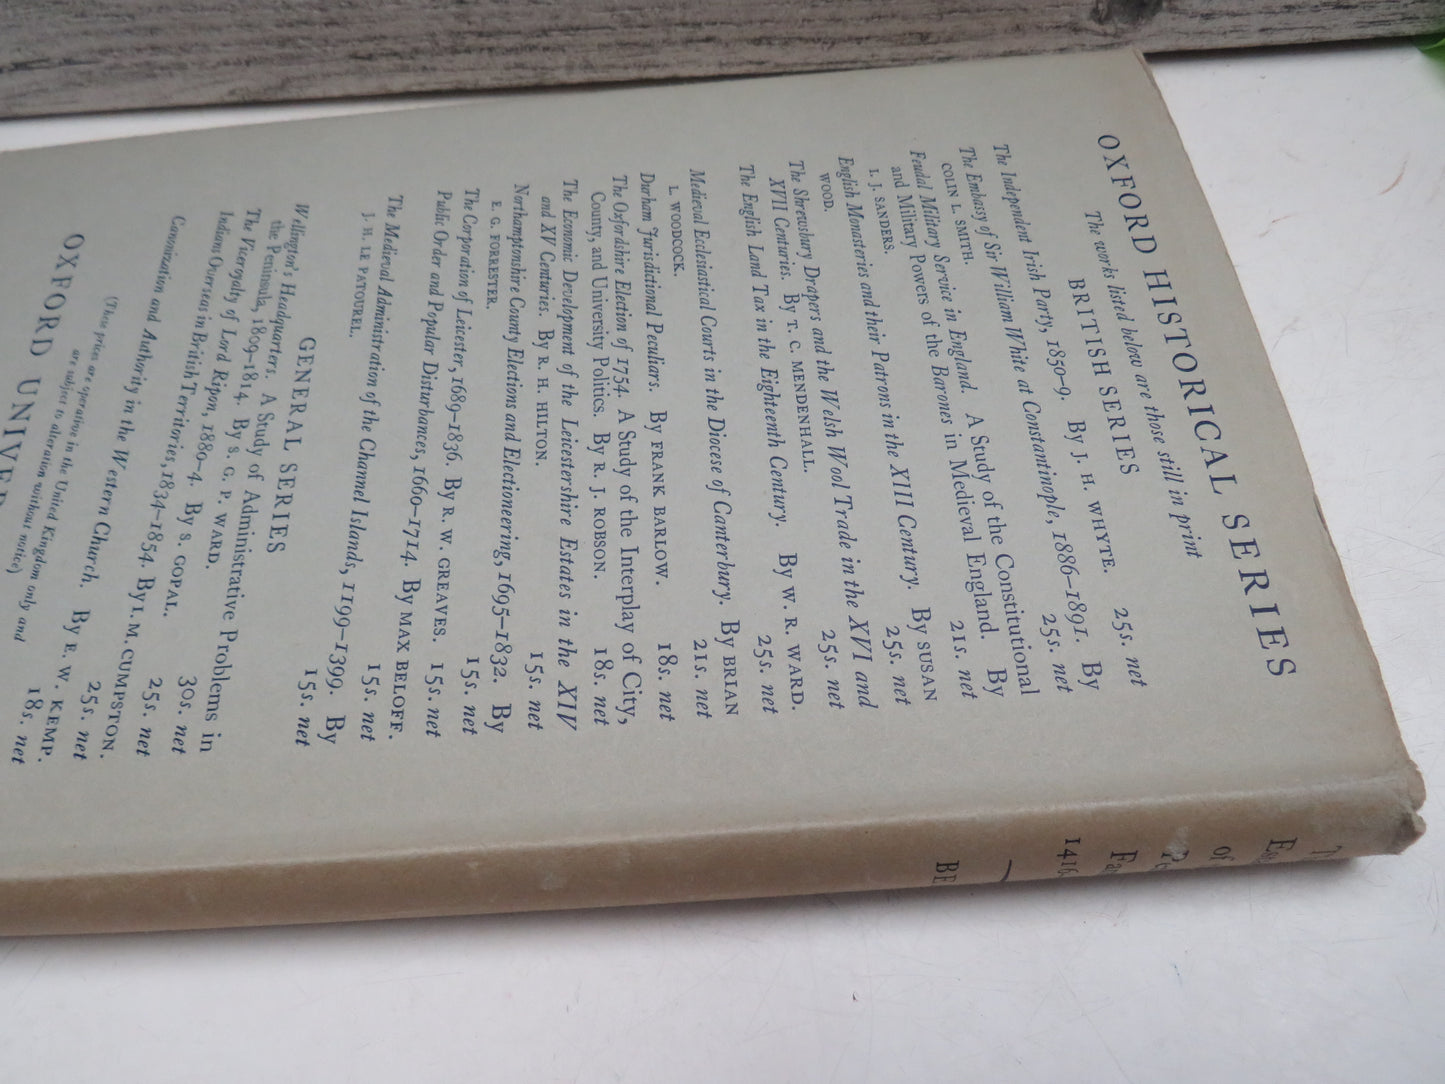 OXFORD HISTORICAL SERIES
The works listed below are those still in print
BRITISH SERIES
The Independent Irish Party, 1850-9. By J. H. WHYTE.
25s. net
The Embassy of Sir William White at Constantinople, 1886-1891. By
COLIN L. SMITH. 25s. net
Feudal Military Service in England. A Study of the Constitutional
and Military Powers of the Barones in Medieval England. By
I. J. SANDERS. 21s. net
English Monasteries and their Patrons in the XIII Century. By SUSAN
WOOD. 25s. net
The Shrewsbury Drapers and the Welsh Wool Trade in the XVI and
XVII Centuries. By T. C. MENDENHALL. 25s. net
The English Land Tax in the Eighteenth Century. By W. R. WARD.
25s. net
Medieval Ecclesiastical Courts in the Diocese of Canterbury. By BRIAN
L. WOODCOCK. 21s. net
Durham Jurisdictional Peculiars. By FRANK BARLOW. 18s. net
The Oxfordshire Election of 1754. A Study of the Interplay of City,
County, and University Politics. By R. J. ROBSON. 18s. net
The Economic Development of the Leicestershire Estates in the XIV
and XV Centuries. By R. H. HILTON. 15s. net
Northamptonshire County Elections and Electioneering, 1695-1832. By
E. G. FORRESTER. 15s. net
The Corporation of Leicester, 1689-1836. By R. W. GREAVES. 15s. net
Public Order and Popular Disturbances, 1660-1714. By MAX BELOFF.
15s. net
The Medieval Administration of the Channel Islands, 1199-1399. By
J. H. LE PATOUREL. 15s. net
GENERAL SERIES
Wellington's Headquarters. A Study of Administrative Problems in
the Peninsula, 1809-1814. By S. G. P. WARD. 30s. net
The Viceroyalty of Lord Ripon, 1880-4. By S. GOPAL. 25s. net
Indians Overseas in British Territories, 1834-1854. By I. M. CUMPSTON.
25s. net
Canonization and Authority in the Western Church. By E. W. KEMP.
18s. net
(These prices are operative in the United Kingdom only and
are subject to alteration without notice)
OXFORD UNIVER
of
1416
BE